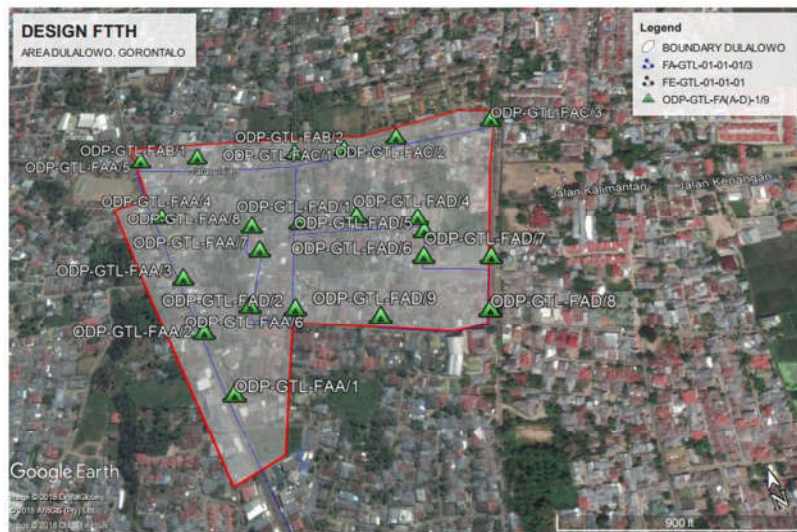 DESIGN FTTH
AREA DULALOWO. GORONTALO
Legend
BOUNDARY DULALOWO
FA-GTL-01-01-01/3
FE-GTL-01-01-01
ODP-GTL-FA(A-D)-1/9
ODP-GTL-FAC/3
ODP-GTL-FAB/2
ODP-GTL-FAB/1
ODP-GTL-FAC/1
ODP-GTL-FAC/2
ODP-GTL-FAA/5
Jalan Kalimantan
Jalan Kenangan
ODP-GTL-FAA/4
ODP-GTL-FAD/1
ODP-GTL-FAD/4
ODP-GTL-FAA/8
ODP-GTL-FAD/5
ODP-GTL-FAA/7
ODP-GTL-FAD/6
ODP-GTL-FAD/7
ODP-GTL-FAA/3
ODP-GTL-FAD/2
ODP-GTL-FAD/9
ODP-GTL-FAD/8
ODP-GTL-FAA/6
ODP-GTL-FAA/2
ODP-GTL-FAA/1
Google Earth
900 ft
N